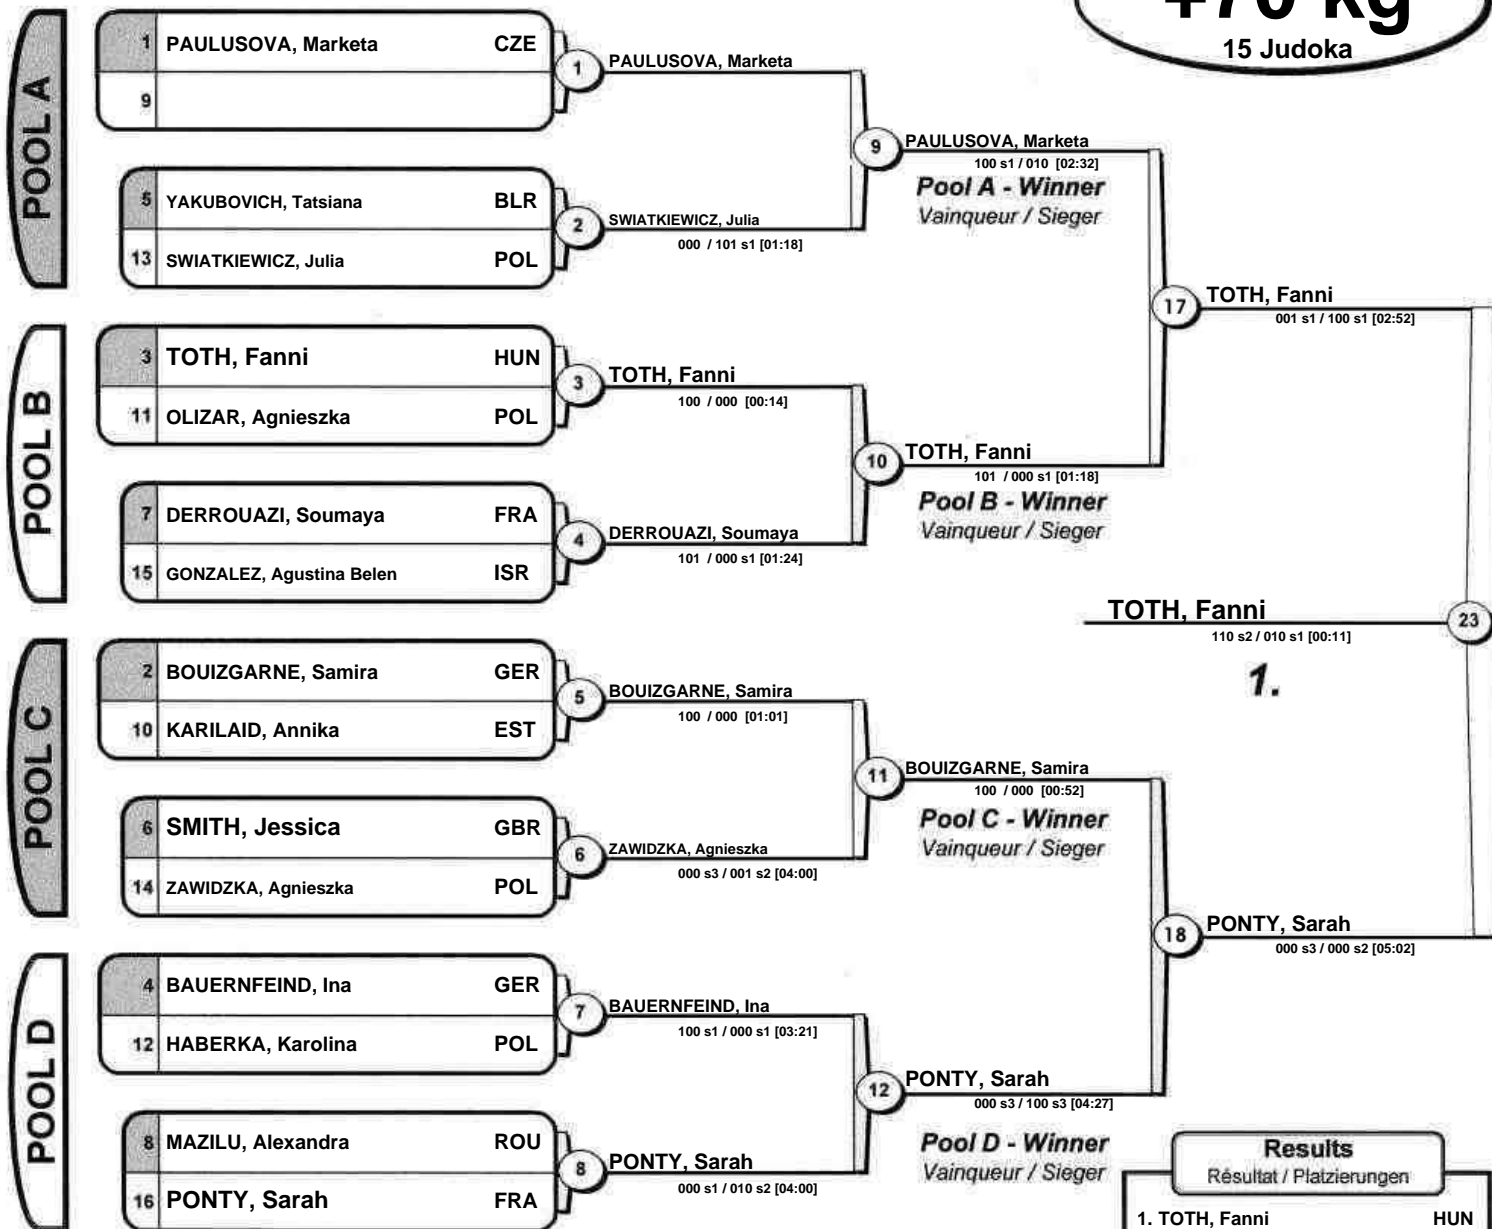 +70 kg
15 Judoka
POOL A
1 PAULUSOVA, Marketa CZE
9
1 PAULUSOVA, Marketa
5 YAKUBOVICH, Tatsiana BLR
13 SWIATKIEWICZ, Julia POL
2 SWIATKIEWICZ, Julia
000 / 101 s1 [01:18]
9 PAULUSOVA, Marketa
100 s1 / 010 [02:32]
Pool A - Winner
Vainqueur / Sieger
POOL B
3 TOTH, Fanni HUN
11 OLIZAR, Agnieszka POL
3 TOTH, Fanni
100 / 000 [00:14]
7 DERROUAZI, Soumaya FRA
15 GONZALEZ, Agustina Belen ISR
4 DERROUAZI, Soumaya
101 / 000 s1 [01:24]
10 TOTH, Fanni
101 / 000 s1 [01:18]
Pool B - Winner
Vainqueur / Sieger
17 TOTH, Fanni
001 s1 / 100 s1 [02:52]
TOTH, Fanni 23
110 s2 / 010 s1 [00:11]
1.
POOL C
2 BOUIZGARNE, Samira GER
10 KARILAID, Annika EST
5 BOUIZGARNE, Samira
100 / 000 [01:01]
6 SMITH, Jessica GBR
14 ZAWIDZKA, Agnieszka POL
6 ZAWIDZKA, Agnieszka
000 s3 / 001 s2 [04:00]
11 BOUIZGARNE, Samira
100 / 000 [00:52]
Pool C - Winner
Vainqueur / Sieger
POOL D
4 BAUERNFEIND, Ina GER
12 HABERKA, Karolina POL
7 BAUERNFEIND, Ina
100 s1 / 000 s1 [03:21]
8 MAZILU, Alexandra ROU
16 PONTY, Sarah FRA
8 PONTY, Sarah
000 s1 / 010 s2 [04:00]
12 PONTY, Sarah
000 s3 / 100 s3 [04:27]
Pool D - Winner
Vainqueur / Sieger
18 PONTY, Sarah
000 s3 / 000 s2 [05:02]
Results
Résultat / Platzierungen
1. TOTH, Fanni HUN